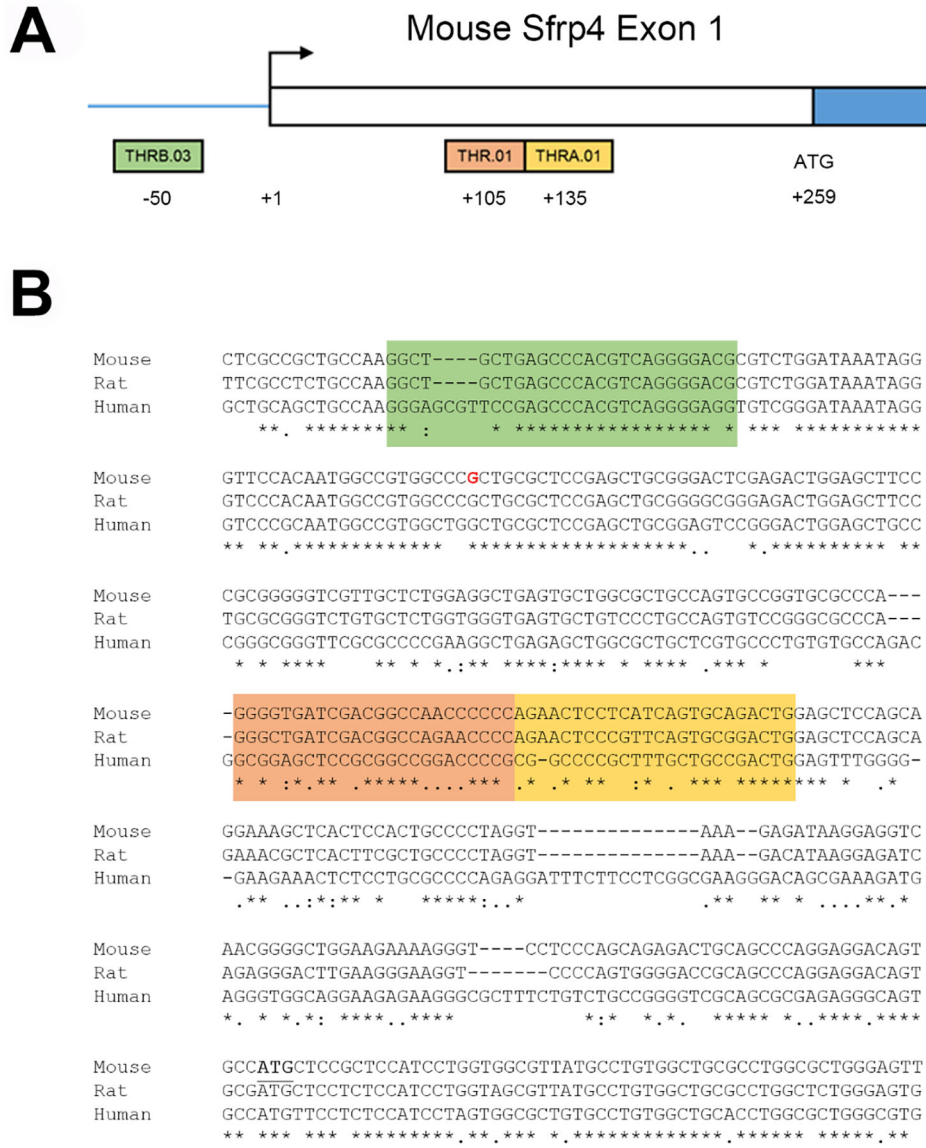 A
Mouse Sfrp4 Exon 1
THRB.03 THR.01 THRA.01 ATG
-50 +1 +105 +135 +259
B
Mouse CTCGCCGCTGCCAAGGCT----GCTGAGCCCACGTCAGGGGACGCGTCTGGATAAATAGG
Rat TTCGCCTCTGCCAAGGCT----GCTGAGCCCACGTCAGGGGACGCGTCTGGATAAATAGG
Human GCTGCAGCTGCCAAGGGAGCGTTCCGAGCCCACGTCAGGGGAGGTGTCGGGATAAATAGG
**. ********* : * ****************** * *** ************
Mouse GTTCCACAATGGCCGTGGCCCGCTGCGCTCCGAGCTGCGGGACTCGAGACTGGAGCTTCC
Rat GTCCCACAATGGCCGTGGCCCGCTGCGCTCCGAGCTGCGGGGCGGGAGACTGGAGCTTCC
Human GTCCCGCAATGGCCGTGGCTGGCTGCGCTCCGAGCTGCGGAGTCCGGGACTGGAGCTGCC
** **.************* *******************.. *.********** **
Mouse CGCGGGGGTCGTTGCTCTGGAGGCTGAGTGCTGGCGCTGCCAGTGCCGGTGCGCCCA---
Rat TGCGCGGGTCTGTGCTCTGGTGGGTGAGTGCTGTCCCTGCCAGTGTCCGGGCGCCCA---
Human CGGGCGGGTTCGCGCCCCGAAGGCTGAGAGCTGGCGCTGCTCGTGCCCTGTGTGCCAGAC
* * **** ** * *.:** ****:**** * **** .*** * ***
Mouse -GGGGTGATCGACGGCCAACCCCCCAGAACTCCTCATCAGTGCAGACTGGAGCTCCAGCA
Rat -GGGCTGATCGACGGCCAGAACCCCAGAACTCCCGTTCAGTGCGGACTGGAGCTCCAGCA
Human GGCGGAGCTCCGCGGCCGGACCCCGCG-GCCCCGCTTTGCTGCCGACTGGAGTTTGGGG-
* * :.** .*****....***.* .* ** : *. *** ******** * .*
Mouse GGAAAGCTCACTCCACTGCCCCTAGGT--------------AAA--GAGATAAGGAGGTC
Rat GAAACGCTCACTTCGCTGCCCCTAGGT--------------AAA--GACATAAGGAGATC
Human -GAAGAAACTCTCCTGCGCCCCAGAGGATTTCTTCCTCGGCGAAGGGACAGCGAAAGATG
.** ..:*:** * *****:..* .** ** * ....**.*
Mouse AACGGGGCTGGAAGAAAAGGGT----CCTCCCAGCAGAGACTGCAGCCCAGGAGGACAGT
Rat AGAGGGACTTGAAGGGAAGGT-------CCCCAGTGGGGACCGCAGCCCAGGAGGACAGT
Human AGGGTGGCAGGAAGAGAAGGGCGCTTTCTGTCTGCCGGGGTCGCAGCGCGAGAGGGCAGT
*. * *.*: ****..**** *:* *.*. ***** *..****.****
Mouse GCCATGCTCCGCTCCATCCTGGTGGCGTTATGCCTGTGGCTGCGCCTGGCGCTGGGAGTT
Rat GCGATGCTCCTCTCCATCCTGGTAGCGTTATGCCTGTGGCTGCGCCTGGCTCTGGGAGTG
Human GCCATGTTCCTCTCCATCCTAGTGGCGCTGTGCCTGTGGCTGCACCTGGCGCTGGGCGTG
** *** *** *********.**.*** *.*************.****** *****.**